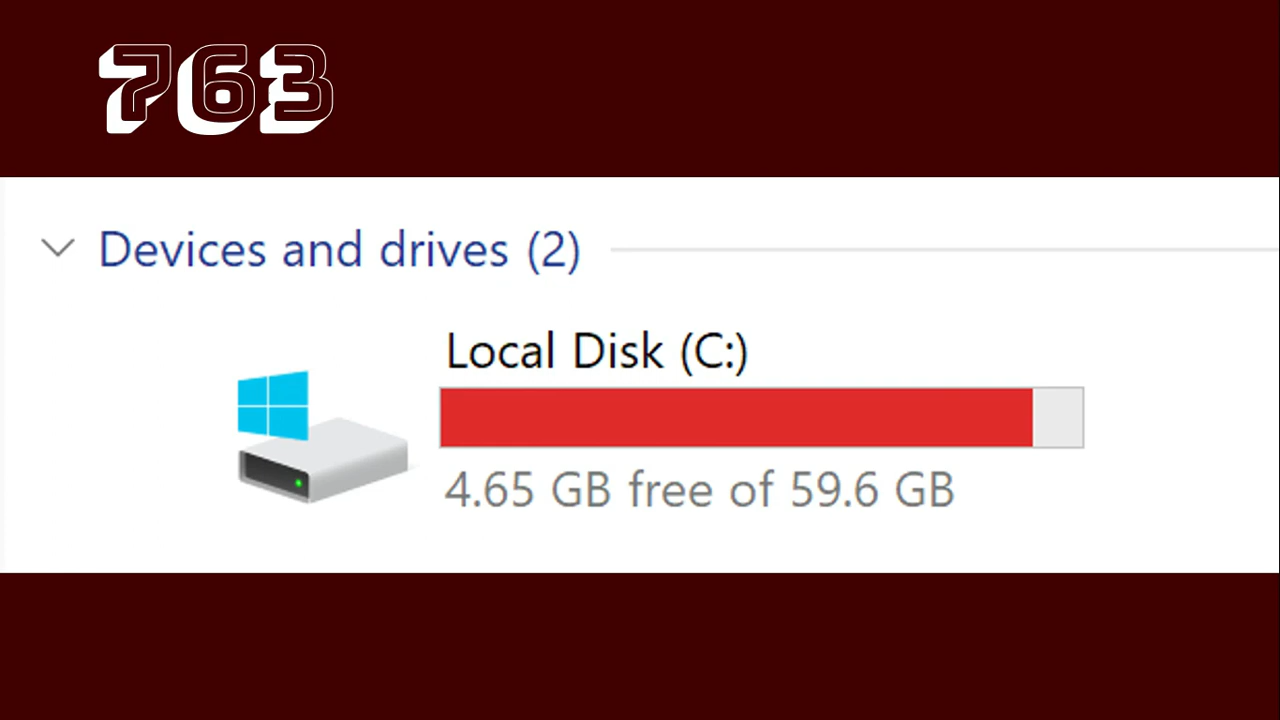 763
Devices and drives (2)
Local Disk (C:)
4.65 GB free of 59.6 GB